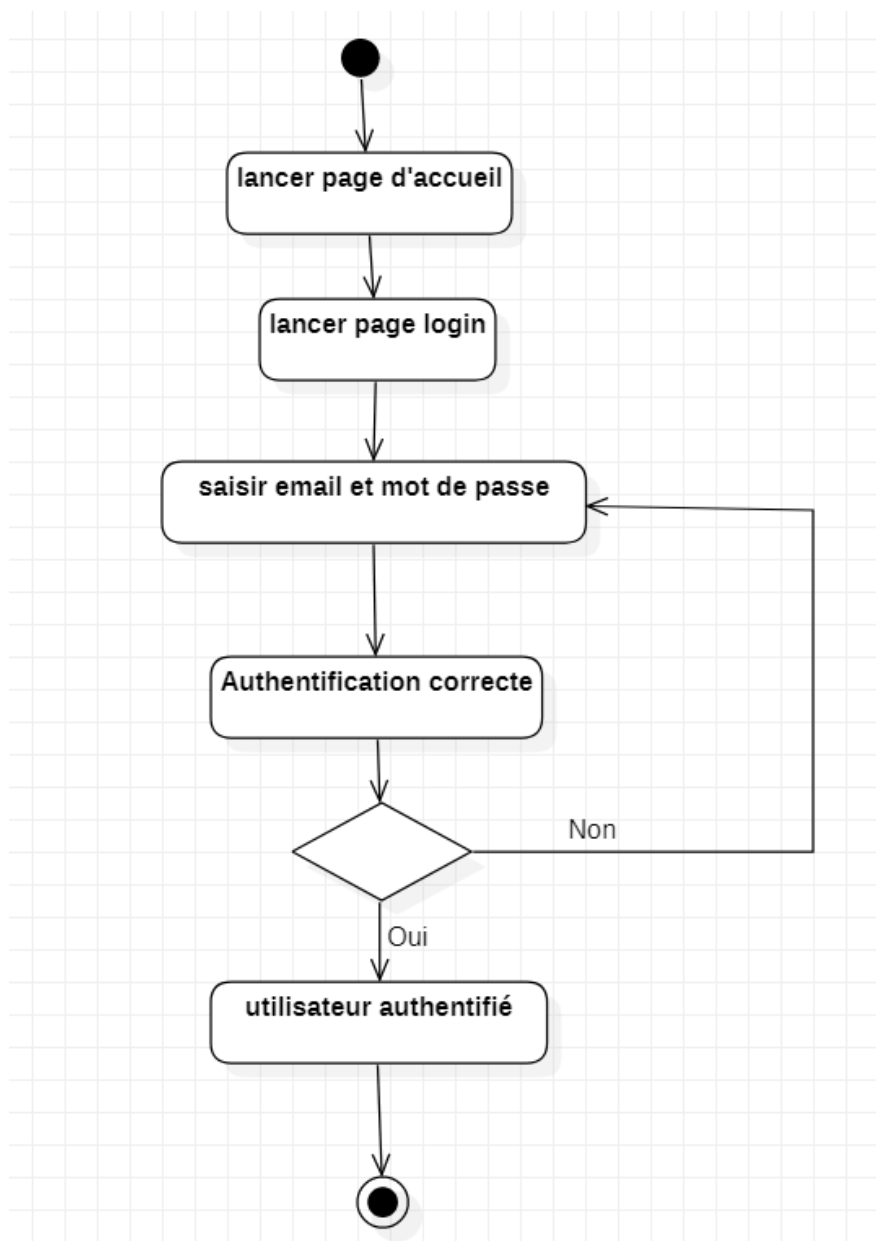 lancer page d'accueil
lancer page login
saisir email et mot de passe
Authentification correcte
Non
Oui
utilisateur authentifié